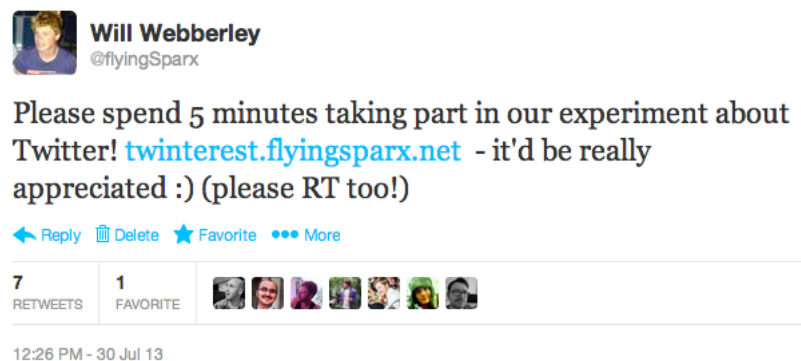 Will Webberley
@flyingSparx
Please spend 5 minutes taking part in our experiment about
Twitter! twinterest.flyingsparx.net - it'd be really
appreciated :) (please RT too!)
Reply Delete Favorite More
7 1
RETWEETS FAVORITE
12:26 PM - 30 Jul 13